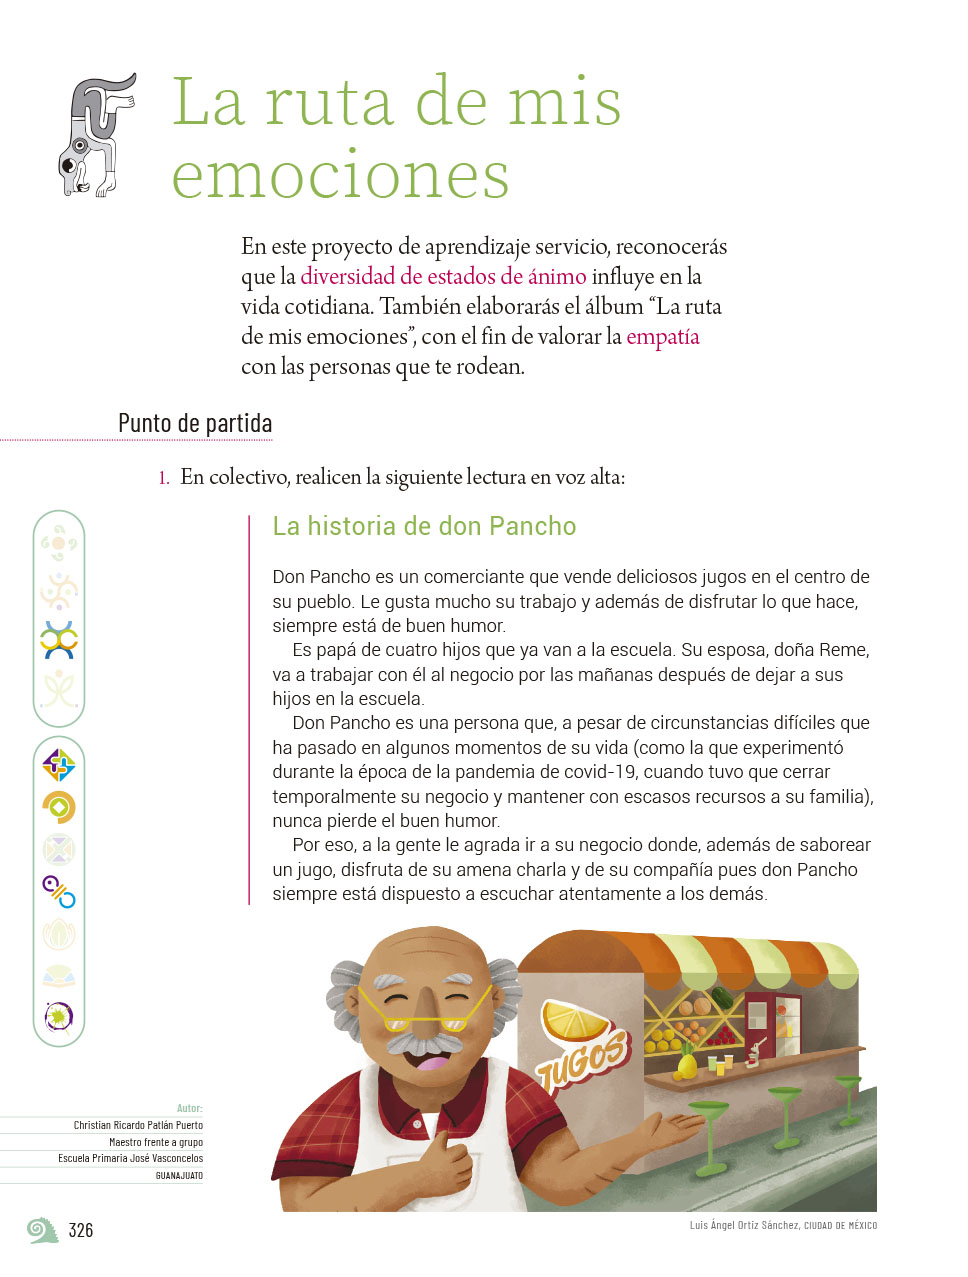 La ruta de mis
emociones
En este proyecto de aprendizaje servicio, reconocerás
que la diversidad de estados de ánimo influye en la
vida cotidiana. También elaborarás el álbum “La ruta
de mis emociones”, con el fin de valorar la empatía
con las personas que te rodean.
Punto de partida
1. En colectivo, realicen la siguiente lectura en voz alta:
La historia de don Pancho
Don Pancho es un comerciante que vende deliciosos jugos en el centro de
su pueblo. Le gusta mucho su trabajo y además de disfrutar lo que hace,
siempre está de buen humor.
Es papá de cuatro hijos que ya van a la escuela. Su esposa, doña Reme,
va a trabajar con él al negocio por las mañanas después de dejar a sus
hijos en la escuela.
Don Pancho es una persona que, a pesar de circunstancias difíciles que
ha pasado en algunos momentos de su vida (como la que experimentó
durante la época de la pandemia de covid-19, cuando tuvo que cerrar
temporalmente su negocio y mantener con escasos recursos a su familia),
nunca pierde el buen humor.
Por eso, a la gente le agrada ir a su negocio donde, además de saborear
un jugo, disfruta de su amena charla y de su compañía pues don Pancho
siempre está dispuesto a escuchar atentamente a los demás.
JUGOS
Autor:
Christian Ricardo Patlán Puerto
Maestro frente a grupo
Escuela Primaria José Vasconcelos
GUANAJUATO
326
Luis Ángel Ortiz Sánchez, CIUDAD DE MÉXICO